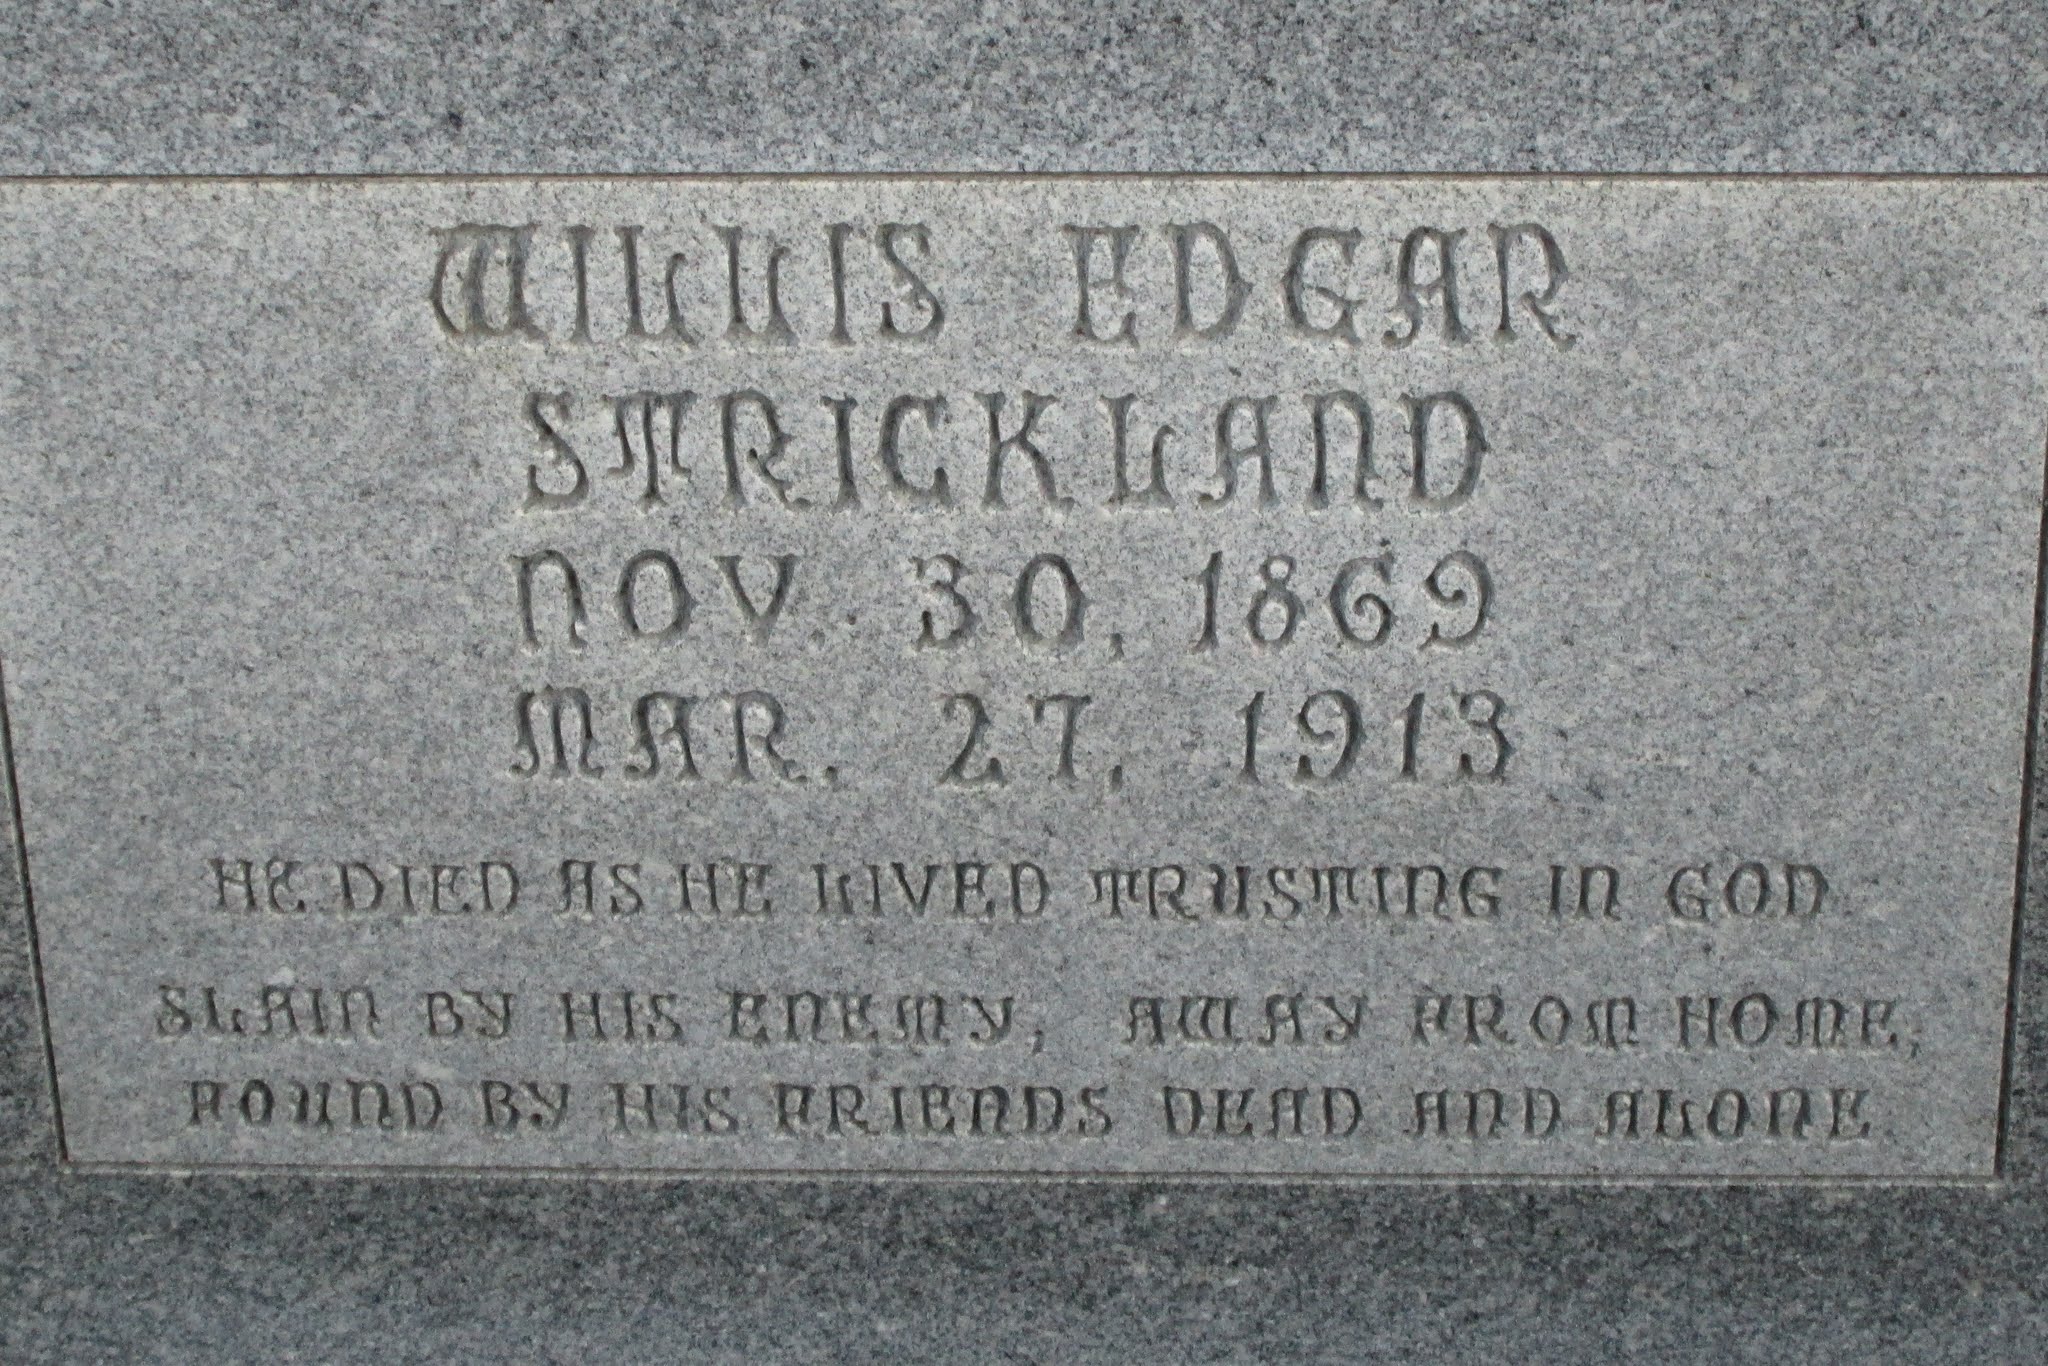 WILLIS EDGAR
STRICKLAND
NOV. 30, 1869
MAR. 27, 1913
HE DIED AS HE LIVED TRUSTING IN GOD
SLAIN BY HIS ENEMY, AWAY FROM HOME,
FOUND BY HIS FRIENDS DEAD AND ALONE